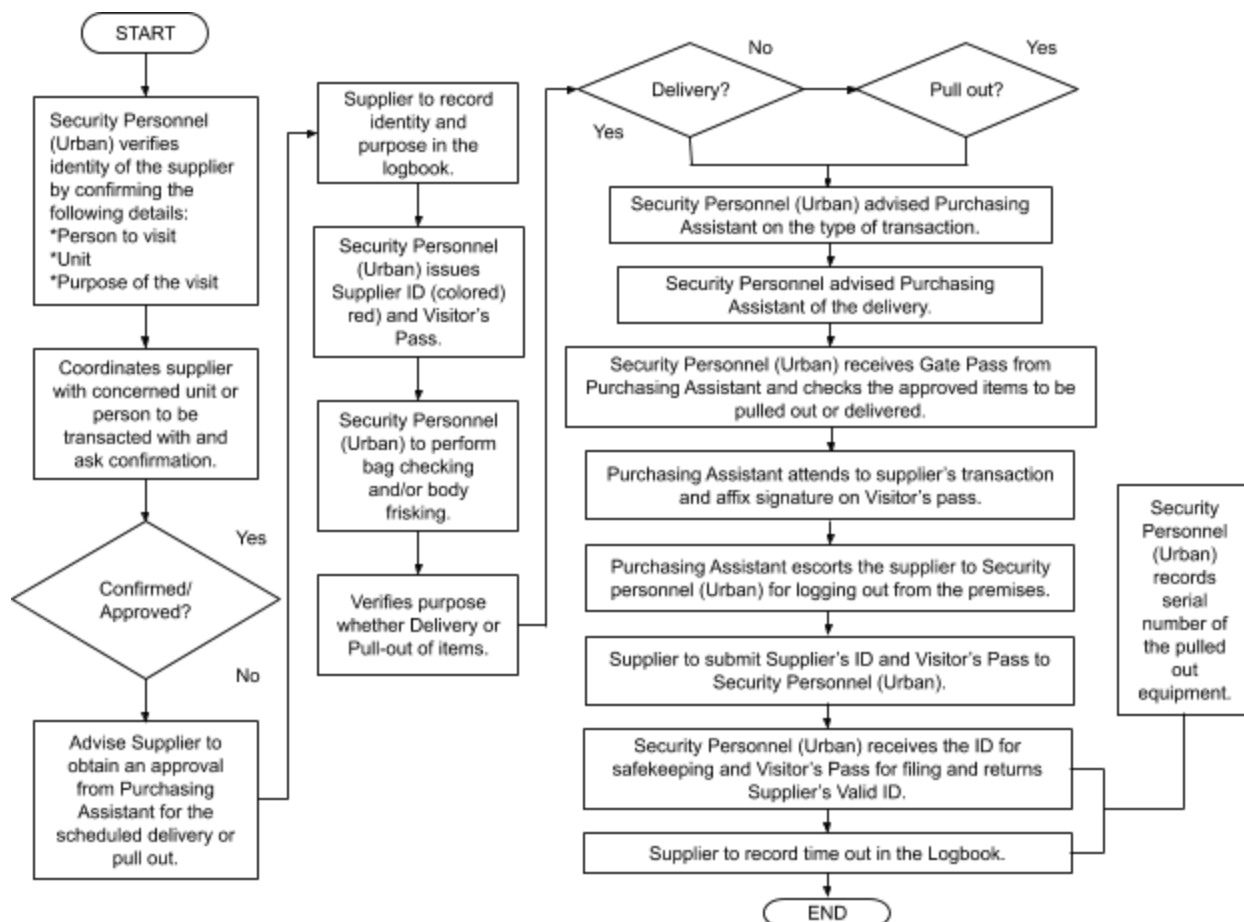 START
Security Personnel
(Urban) verifies
identity of the supplier
by confirming the
following details:
*Person to visit
*Unit
*Purpose of the visit
Coordinates supplier
with concerned unit or
person to be
transacted with and
ask confirmation.
Yes
Confirmed/
Approved?
No
Advise Supplier to
obtain an approval
from Purchasing
Assistant for the
scheduled delivery or
pull out.
Supplier to record
identity and
purpose in the
logbook.
Security Personnel
(Urban) issues
Supplier ID (colored)
red) and Visitor's
Pass.
Security Personnel
(Urban) to perform
bag checking
and/or body
frisking.
Verifies purpose
whether Delivery or
Pull-out of items.
Delivery?
No
Yes
Pull out?
Yes
Security Personnel (Urban) advised Purchasing
Assistant on the type of transaction.
Security Personnel advised Purchasing
Assistant of the delivery.
Security Personnel (Urban) receives Gate Pass from
Purchasing Assistant and checks the approved items to be
pulled out or delivered.
Purchasing Assistant attends to supplier's transaction
and affix signature on Visitor's pass.
Purchasing Assistant escorts the supplier to Security
personnel (Urban) for logging out from the premises.
Supplier to submit Supplier's ID and Visitor's Pass to
Security Personnel (Urban).
Security Personnel (Urban) receives the ID for
safekeeping and Visitor's Pass for filing and returns
Supplier's Valid ID.
Supplier to record time out in the Logbook.
END
Security
Personnel
(Urban)
records
serial
number of
the pulled
out
equipment.